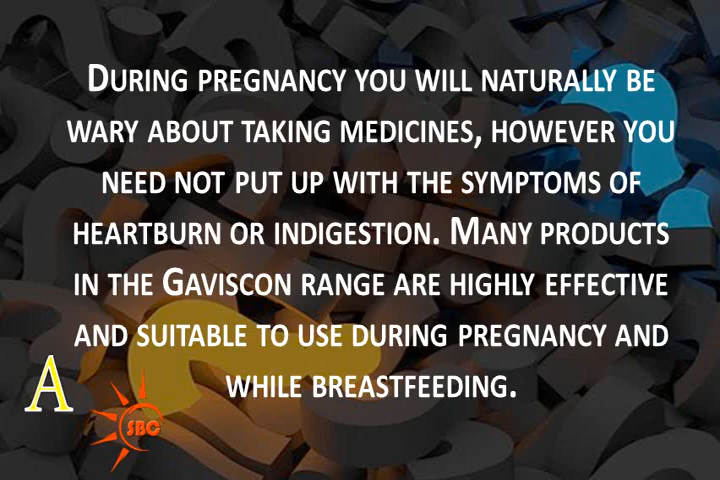 During pregnancy you will naturally be
wary about taking medicines, however you
need not put up with the symptoms of
heartburn or indigestion. Many products
in the Gaviscon range are highly effective
and suitable to use during pregnancy and
while breastfeeding.
A
SBC